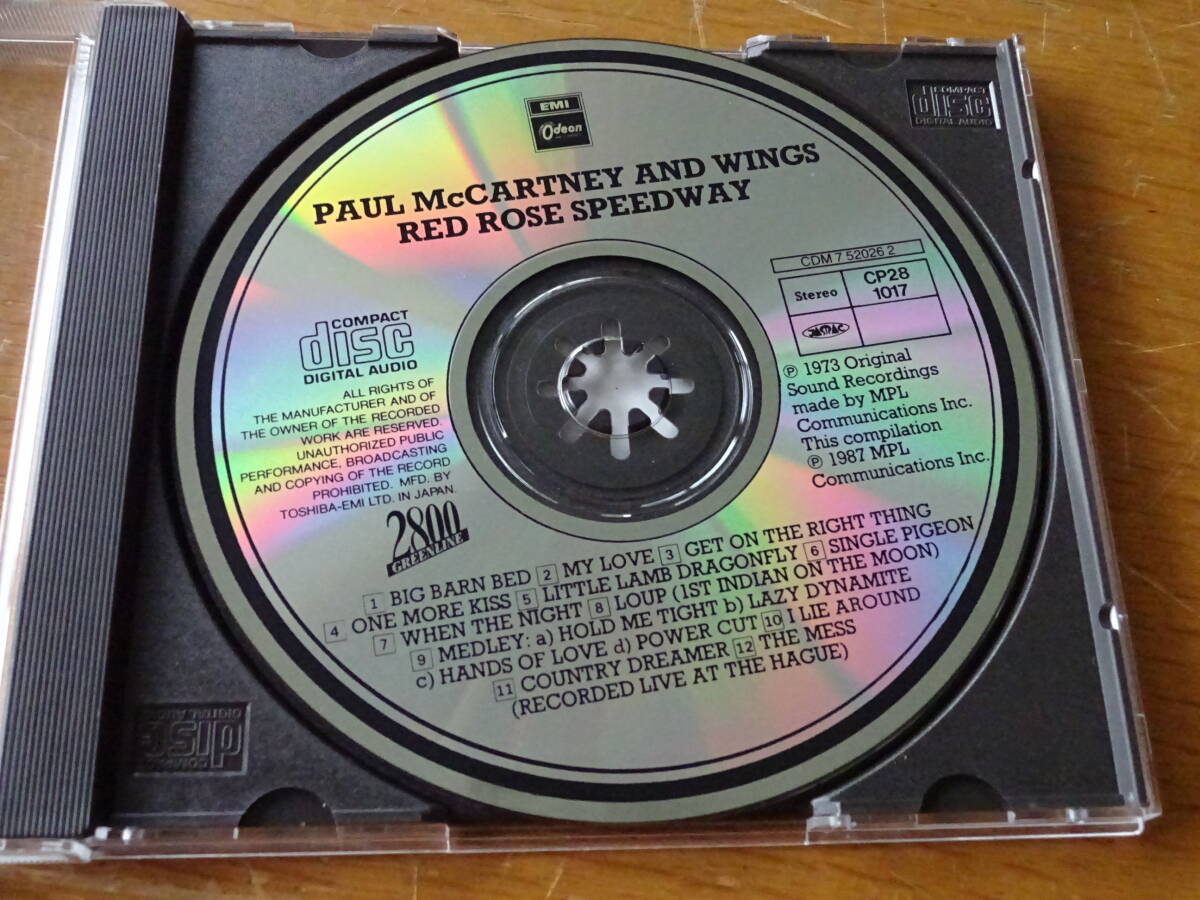 EMI
Odeon
PAUL McCARTNEY AND WINGS
RED ROSE SPEEDWAY
COMPACT
disc
DIGITAL AUDIO
CDM 7 52026 2
Stereo
CP28
1017
JASRAC
COMPACT
disc
DIGITAL AUDIO
ALL RIGHTS OF
THE MANUFACTURER AND OF
THE OWNER OF THE RECORDED
WORK ARE RESERVED.
UNAUTHORIZED PUBLIC
PERFORMANCE, BROADCASTING
AND COPYING OF THE RECORD
PROHIBITED. MFD. BY
TOSHIBA-EMI LTD. IN JAPAN.
℗ 1973 Original
Sound Recordings
made by MPL
Communications Inc.
This compilation
℗ 1987 MPL
Communications Inc.
2800
GREENLINE
1 BIG BARN BED 2 MY LOVE 3 GET ON THE RIGHT THING
4 ONE MORE KISS 5 LITTLE LAMB DRAGONFLY 6 SINGLE PIGEON
7 WHEN THE NIGHT 8 LOUP (1ST INDIAN ON THE MOON)
9 MEDLEY: a) HOLD ME TIGHT b) LAZY DYNAMITE
c) HANDS OF LOVE d) POWER CUT 10 I LIE AROUND
11 COUNTRY DREAMER 12 THE MESS
(RECORDED LIVE AT THE HAGUE)
COMPACT
disc
DIGITAL AUDIO